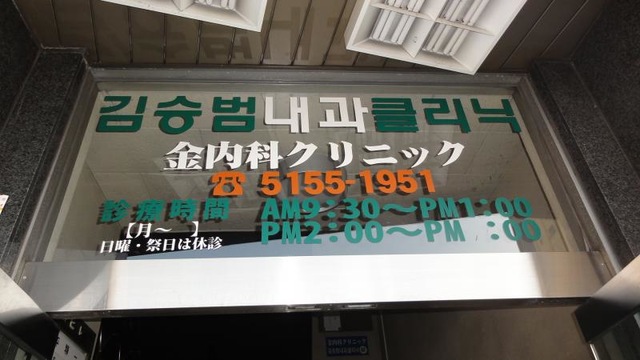 김승범내과클리닉
金内科クリニック
☎ 5155-1951
診療時間 AM9:30～PM1:00
【月～ 】 PM2:00～PM :00
日曜・祭日は休診